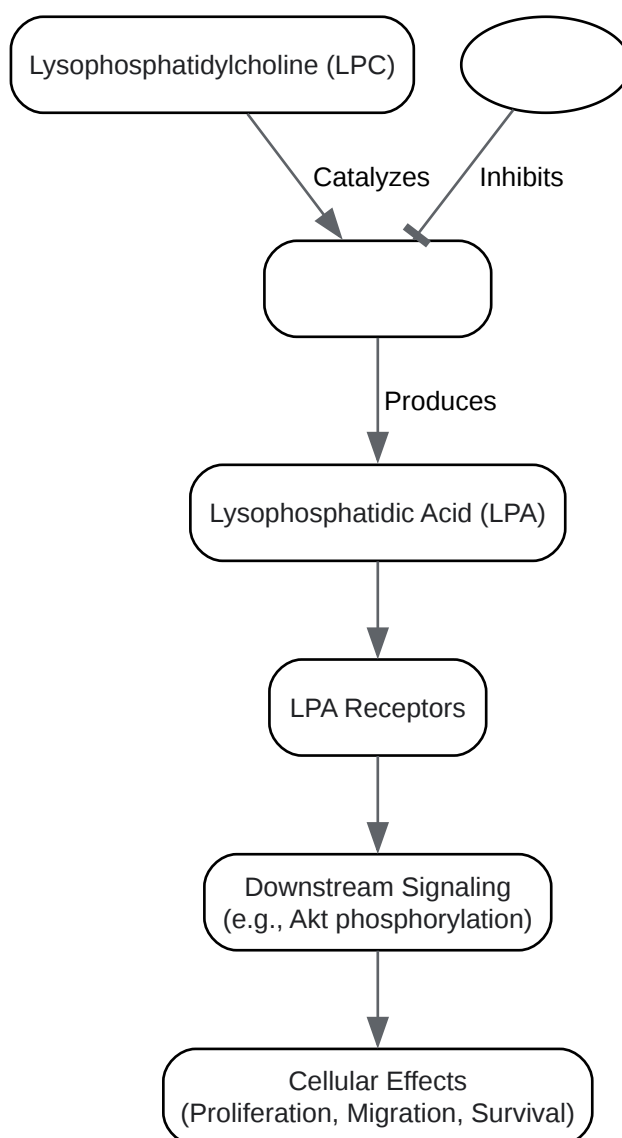 Lysophosphatidylcholine (LPC)
Catalyzes
Inhibits
Produces
Lysophosphatidic Acid (LPA)
LPA Receptors
Downstream Signaling
(e.g., Akt phosphorylation)
Cellular Effects
(Proliferation, Migration, Survival)